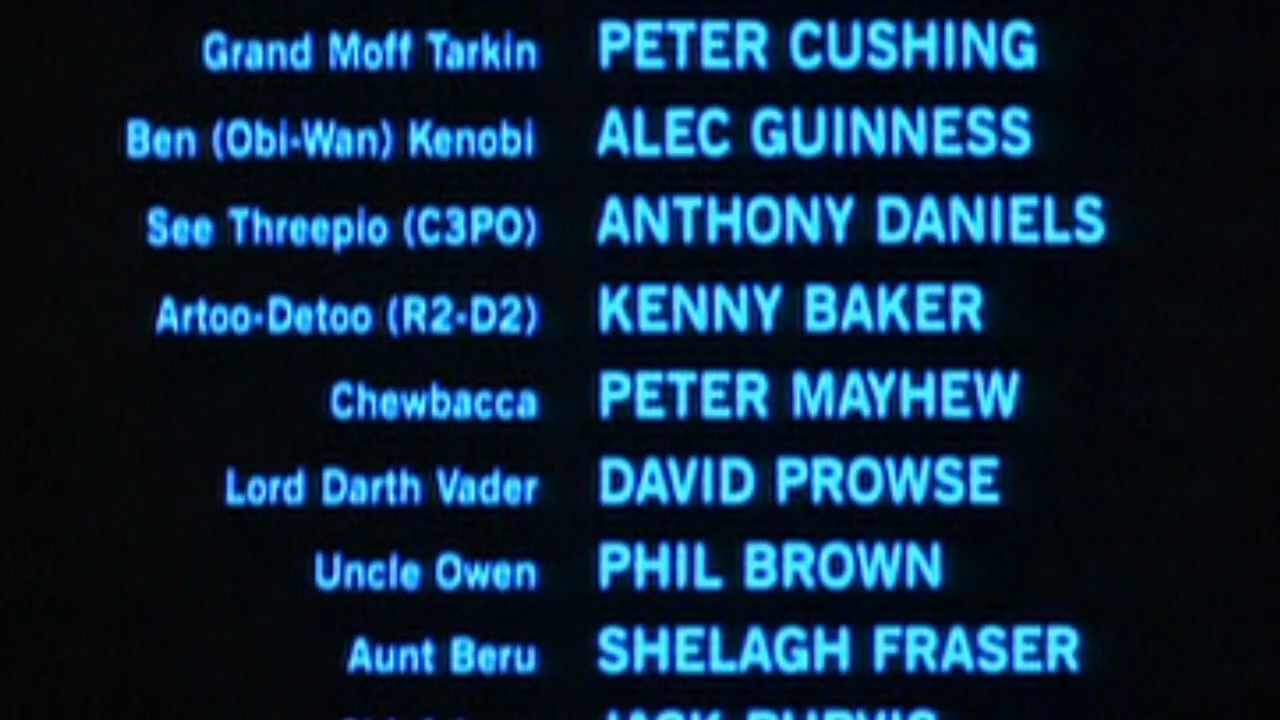 Grand Moff Tarkin PETER CUSHING
Ben (Obi-Wan) Kenobi ALEC GUINNESS
See Threepio (C3PO) ANTHONY DANIELS
Artoo-Detoo (R2-D2) KENNY BAKER
Chewbacca PETER MAYHEW
Lord Darth Vader DAVID PROWSE
Uncle Owen PHIL BROWN
Aunt Beru SHELAGH FRASER
JACK PURVIS